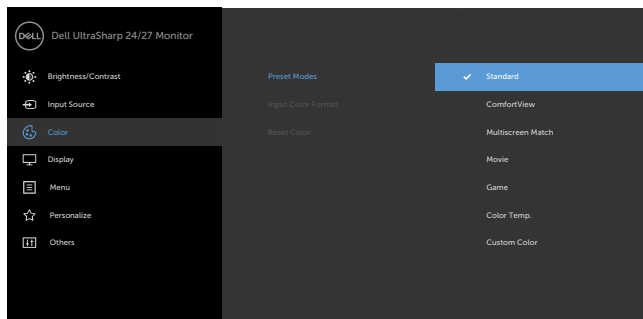 DELL
Dell UltraSharp 24/27 Monitor
Brightness/Contrast
Input Source
Color
Display
Menu
Personalize
Others
Preset Modes
Input Color Format
Reset Color
Standard
ComfortView
Multiscreen Match
Movie
Game
Color Temp.
Custom Color